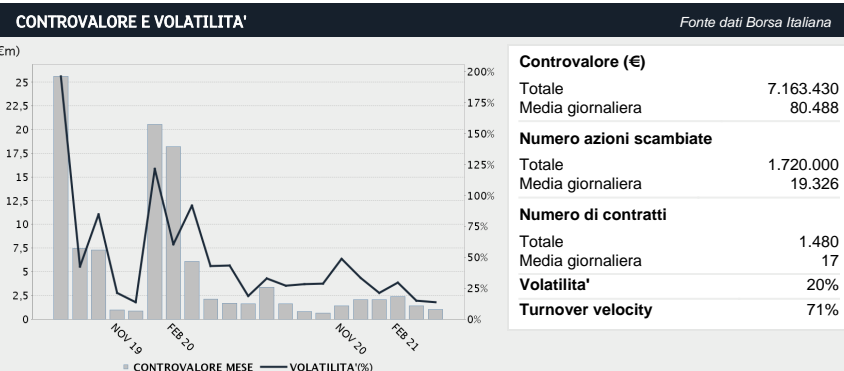 CONTROVALORE E VOLATILITA'
Fonte dati Borsa Italiana
€m)
25
22,5
20
17,5
15
12,5
10
7,5
5
2,5
0
200%
175%
150%
125%
100%
75%
50%
25%
0%
NOV 19
FEB 20
NOV 20
FEB 21
CONTROVALORE MESE
VOLATILITA'(%)
Controvalore (€)
Totale 7.163.430
Media giornaliera 80.488
Numero azioni scambiate
Totale 1.720.000
Media giornaliera 19.326
Numero di contratti
Totale 1.480
Media giornaliera 17
Volatilita' 20%
Turnover velocity 71%